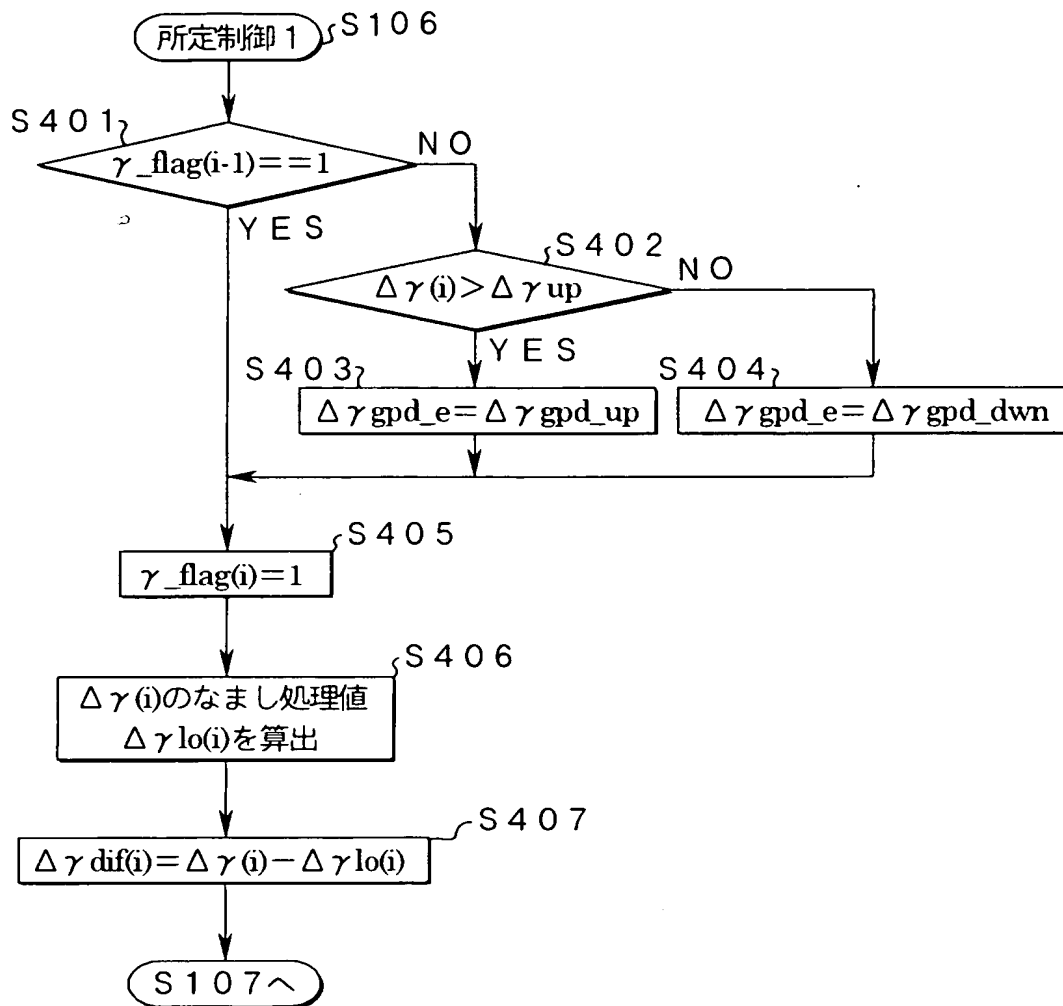 所定制御1
S106
S401
γ_flag(i-1)==1
NO
YES
S402
Δγ(i)>Δγup
NO
YES
S403
Δγgpd_e=Δγgpd_up
S404
Δγgpd_e=Δγgpd_dwn
S405
γ_flag(i)=1
S406
Δγ(i)のなまし処理値
Δγlo(i)を算出
S407
Δγdif(i)=Δγ(i)-Δγlo(i)
S107へ